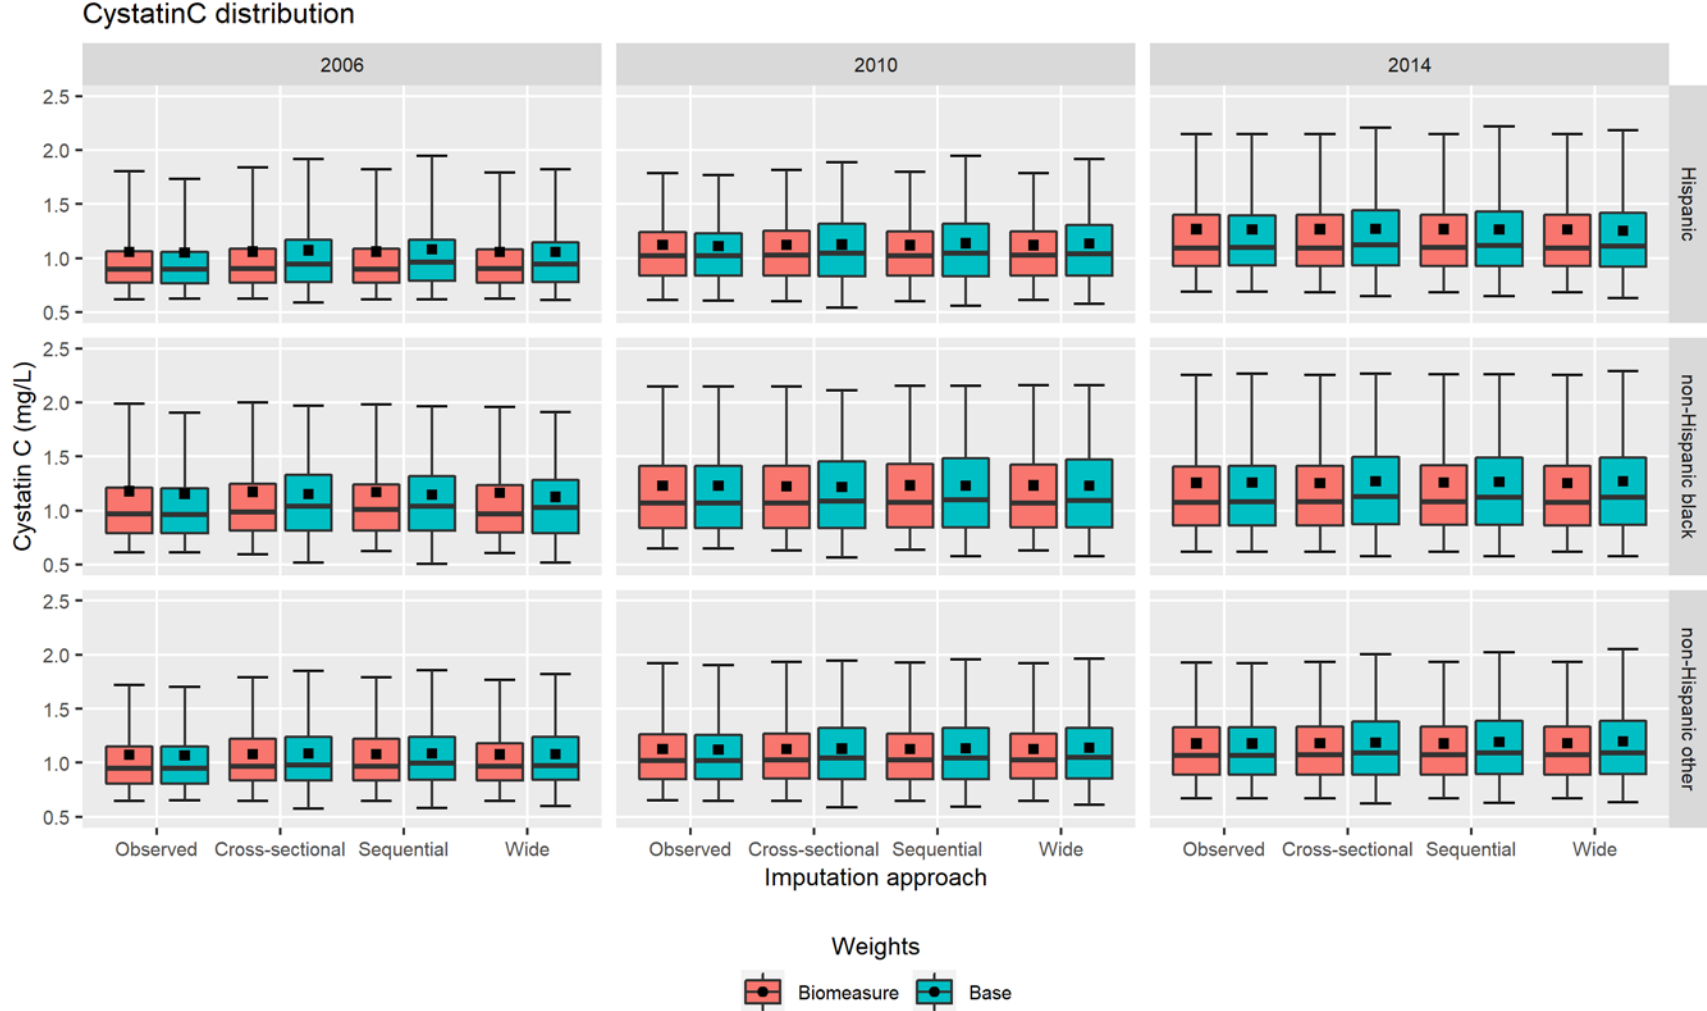 CystatinC distribution
2006 2010 2014
2.5
2.0
1.5
1.0
0.5
Hispanic
2.5
2.0
1.5
1.0
0.5
non-Hispanic black
2.5
2.0
1.5
1.0
0.5
non-Hispanic other
Cystatin C (mg/L)
Observed Cross-sectional Sequential Wide Observed Cross-sectional Sequential Wide Observed Cross-sectional Sequential Wide
Imputation approach
Weights
Biomeasure Base